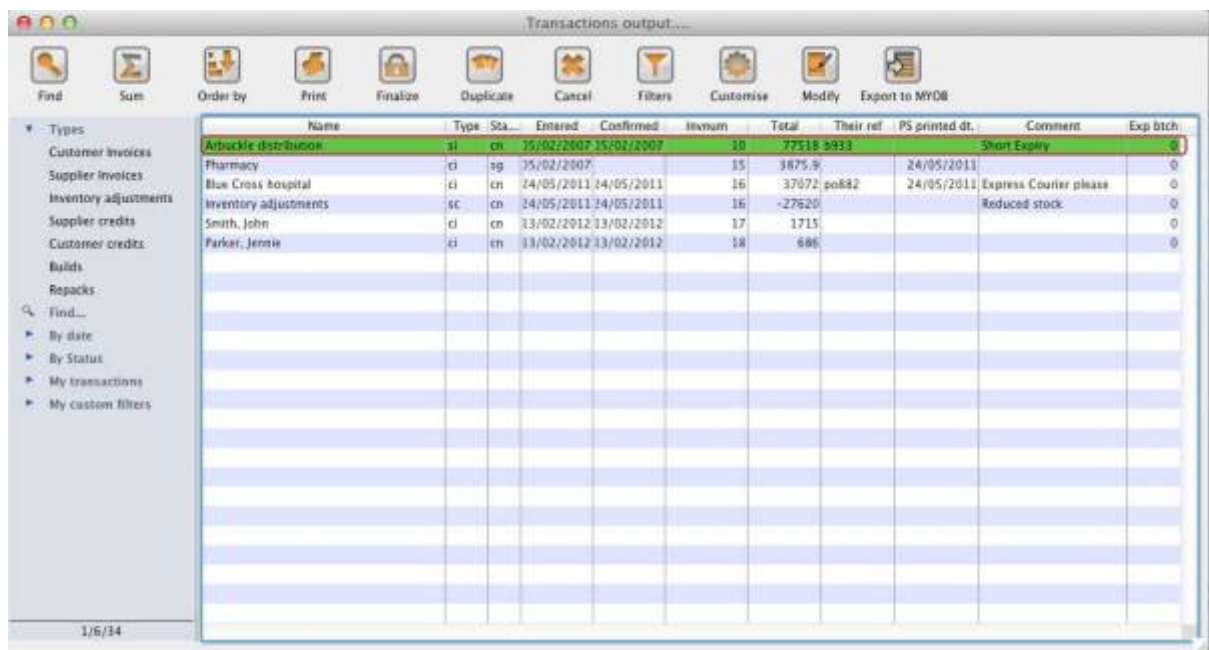 Transactions output....
Find Sum Order by Print Finalize Duplicate Cancel Filters Customise Modify Export to MYOB
Types
Customer Invoices
Supplier Invoices
Inventory adjustments
Supplier credits
Customer credits
Builds
Repacks
Find...
By date
By Status
My transactions
My custom filters
1/6/34
Name Type Sta... Entered Confirmed Invnum Total Their ref PS printed dt. Comment Exp btch
Arbuckle distribution si cn 15/02/2007 15/02/2007 10 77518 b933 Short Expiry 0
Pharmacy ci sg 15/02/2007 15 3875.9 24/05/2011 0
Blue Cross hospital ci cn 24/05/2011 24/05/2011 16 37072 po882 24/05/2011 Express Courier please 0
Inventory adjustments sc cn 24/05/2011 24/05/2011 16 -27620 Reduced stock 0
Smith, John ci cn 13/02/2012 13/02/2012 17 1715 0
Parker, Jennie ci cn 13/02/2012 13/02/2012 18 686 0